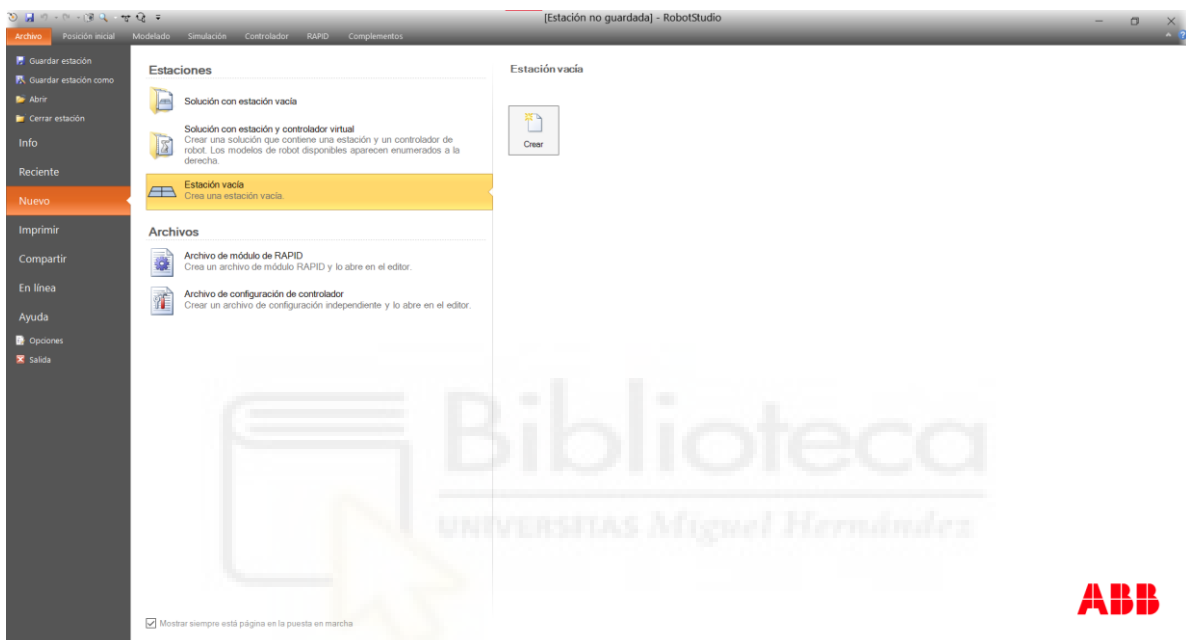 [Estación no guardada] - RobotStudio
Archivo Posición inicial Modelado Simulación Controlador RAPID Complementos
Guardar estación
Guardar estación como
Abrir
Cerrar estación
Info
Reciente
Nuevo
Imprimir
Compartir
En línea
Ayuda
Opciones
Salida
Estaciones
Solución con estación vacía
Solución con estación y controlador virtual
Crear una solución que contiene una estación y un controlador de
robot. Los modelos de robot disponibles aparecen enumerados a la
derecha.
Estación vacía
Crea una estación vacía.
Archivos
Archivo de módulo de RAPID
Crea un archivo de módulo RAPID y lo abre en el editor.
Archivo de configuración de controlador
Crear un archivo de configuración independiente y lo abre en el editor.
Mostrar siempre está página en la puesta en marcha
Estación vacía
Crear
Biblioteca
UNIVERSITAS Miguel Hernández
ABB